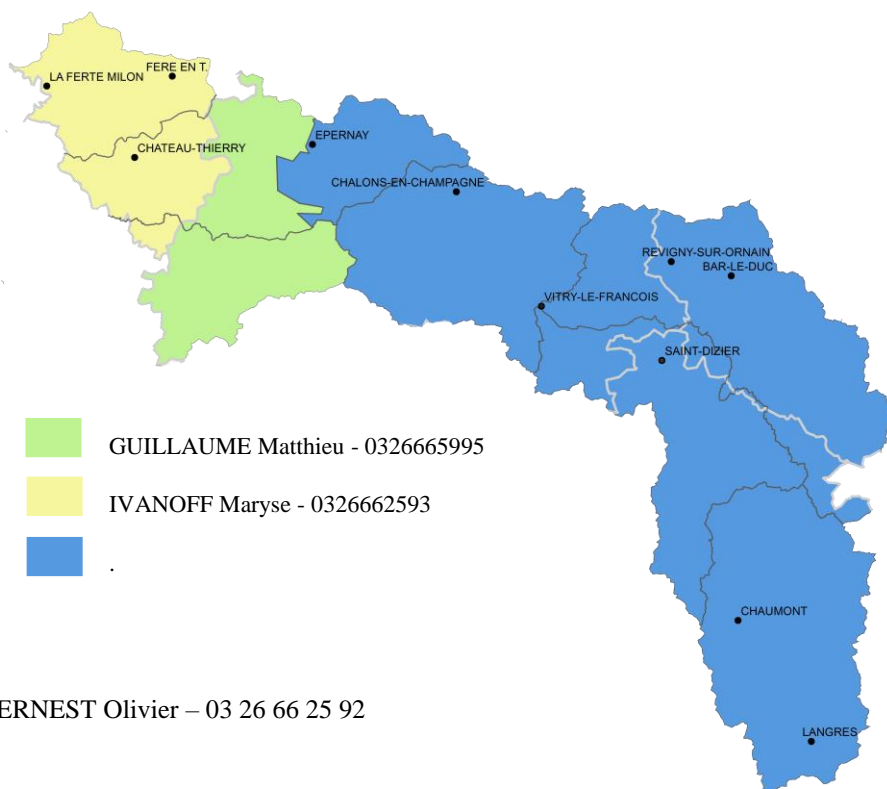 FERE EN T.
LA FERTE MILON
EPERNAY
CHATEAU-THIERRY
CHALONS-EN-CHAMPAGNE
REVIGNY-SUR-ORNAIN
BAR-LE-DUC
VITRY-LE-FRANCOIS
SAINT-DIZIER
GUILLAUME Matthieu - 0326665995
IVANOFF Maryse - 0326662593
.
CHAUMONT
ERNEST Olivier – 03 26 66 25 92
LANGRES